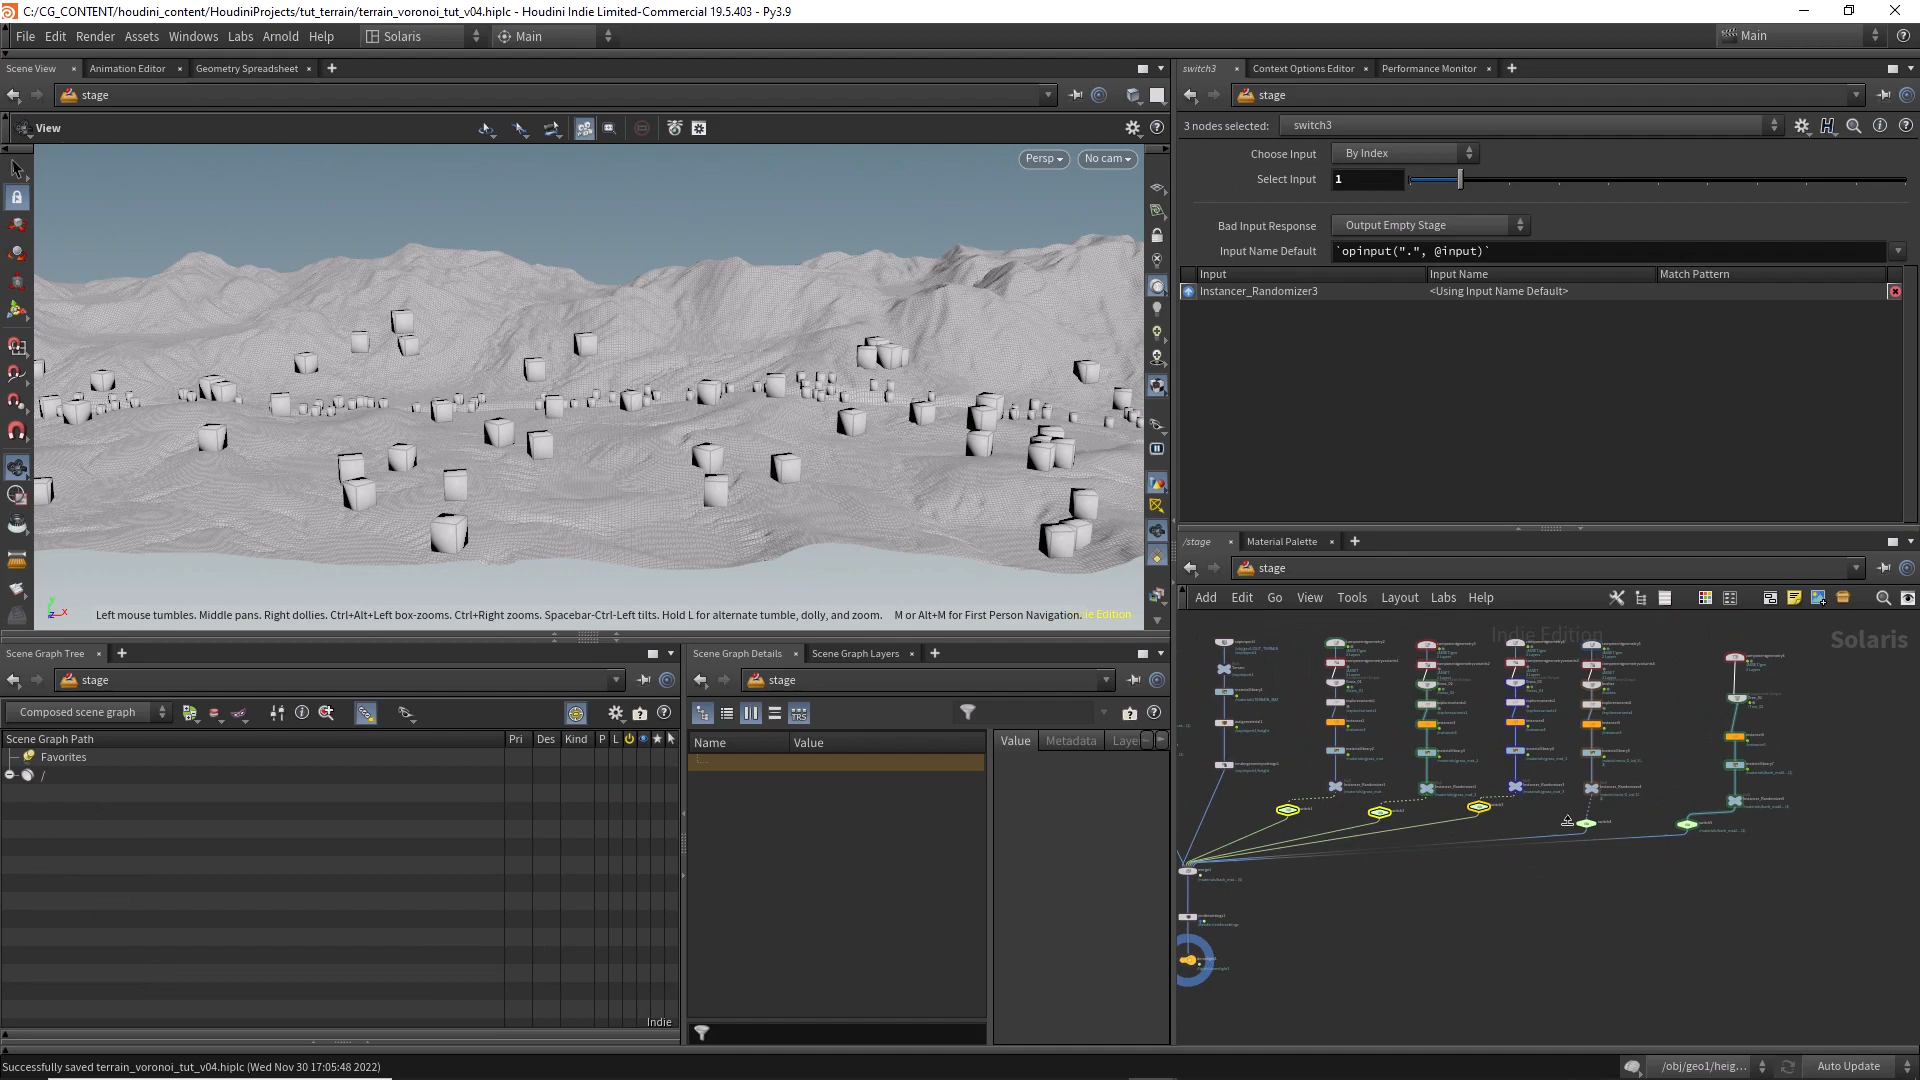 C:/CG_CONTENT/houdini_content/HoudiniProjects/tut_terrain/terrain_voronoi_tut_v04.hiplc - Houdini Indie Limited-Commercial 19.5.403 - Py3.9
File Edit Render Assets Windows Labs Arnold Help Solaris Main Main
Scene View Animation Editor Geometry Spreadsheet
stage
View
Persp No cam
Left mouse tumbles. Middle pans. Right dollies. Ctrl+Alt+Left box-zooms. Ctrl+Right zooms. Spacebar-Ctrl-Left tilts. Hold L for alternate tumble, dolly, and zoom. M or Alt+M for First Person Navigation.
Edition
switch3 Context Options Editor Performance Monitor
stage
3 nodes selected: switch3
Choose Input By Index
Select Input 1
Bad Input Response Output Empty Stage
Input Name Default `opinput(".", @input)`
Input Input Name Match Pattern
Instancer_Randomizer3 <Using Input Name Default>
/stage Material Palette
stage
Add Edit Go View Tools Layout Labs Help
Indie Edition
Solaris
Scene Graph Tree
stage
Composed scene graph
Scene Graph Path Pri Des Kind P L
Favorites
/
Indie
Scene Graph Details Scene Graph Layers
stage
Name Value
Value Metadata Laye
Successfully saved terrain_voronoi_tut_v04.hiplc (Wed Nov 30 17:05:48 2022)
/obj/geo1/heig... Auto Update